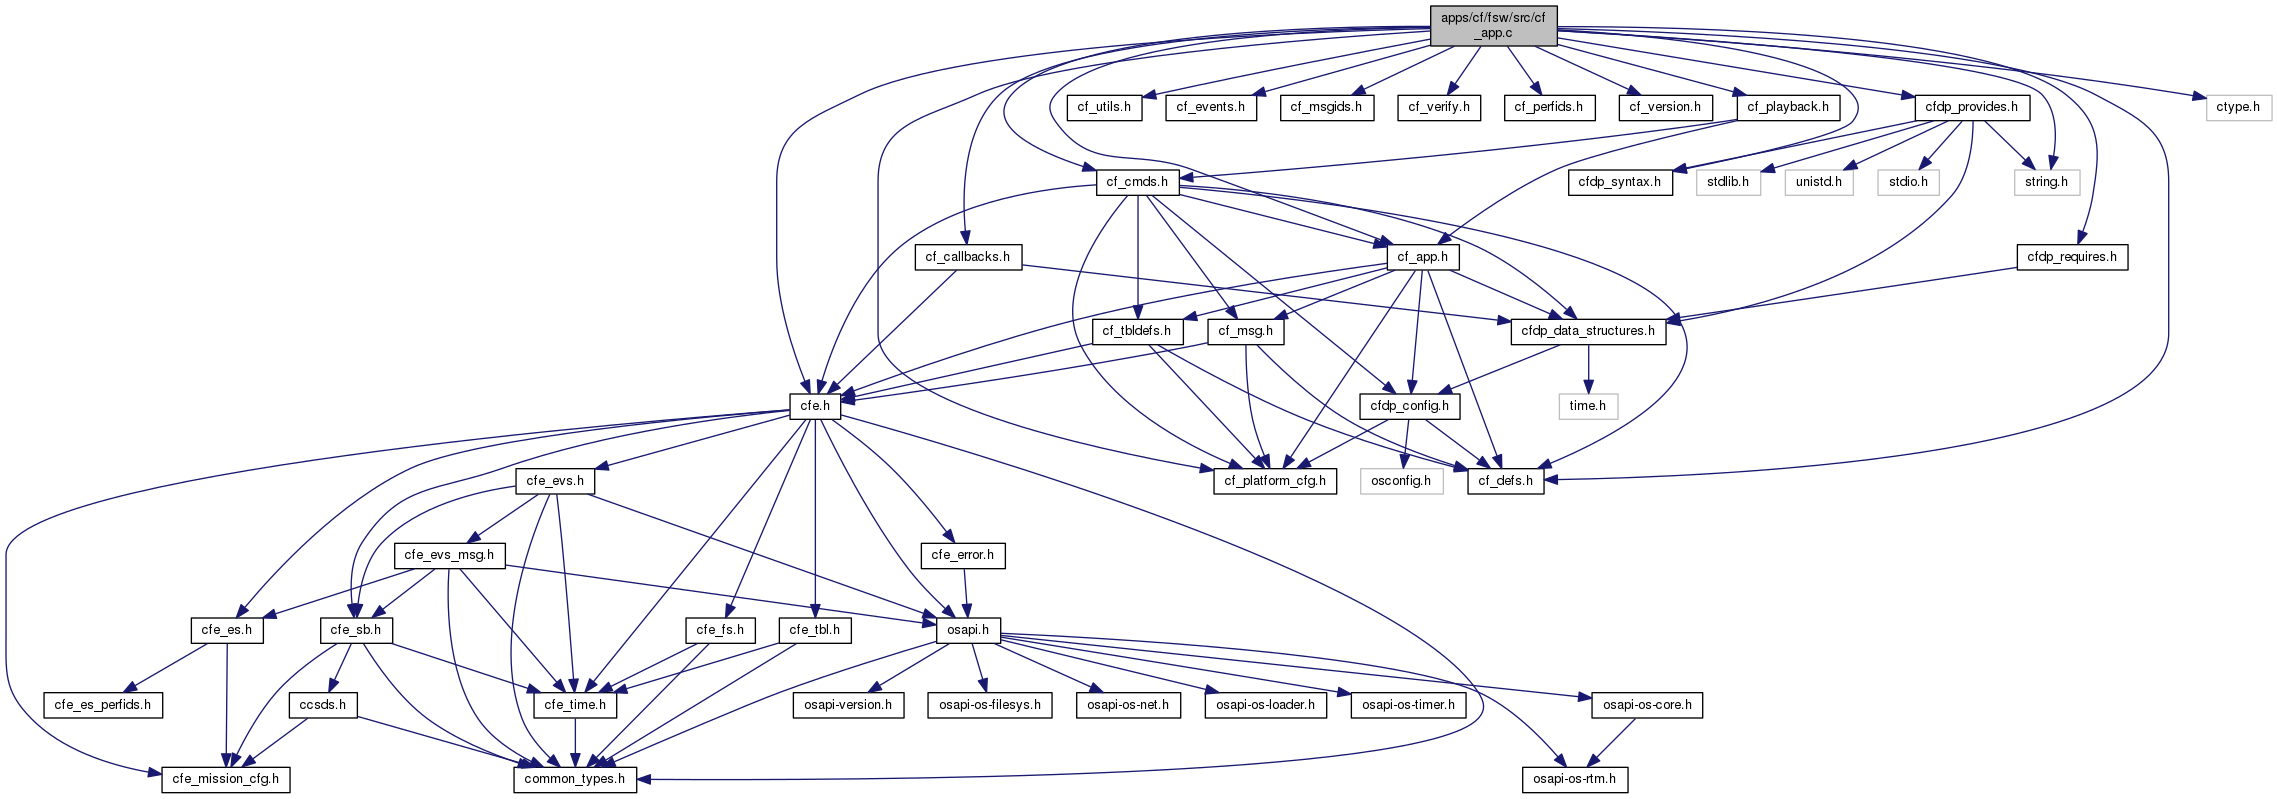 apps/cf/fsw/src/cf
_app.c
cf_utils.h
cf_events.h
cf_msgids.h
cf_verify.h
cf_perfids.h
cf_version.h
cf_playback.h
cfdp_provides.h
ctype.h
cf_cmds.h
cfdp_syntax.h
stdlib.h
unistd.h
stdio.h
string.h
cf_callbacks.h
cf_app.h
cfdp_requires.h
cf_tbldefs.h
cf_msg.h
cfdp_data_structures.h
cfe.h
cfdp_config.h
time.h
cfe_evs.h
cf_platform_cfg.h
osconfig.h
cf_defs.h
cfe_evs_msg.h
cfe_error.h
cfe_es.h
cfe_sb.h
cfe_fs.h
cfe_tbl.h
osapi.h
cfe_es_perfids.h
ccsds.h
cfe_time.h
osapi-version.h
osapi-os-filesys.h
osapi-os-net.h
osapi-os-loader.h
osapi-os-timer.h
osapi-os-core.h
cfe_mission_cfg.h
common_types.h
osapi-os-rtm.h